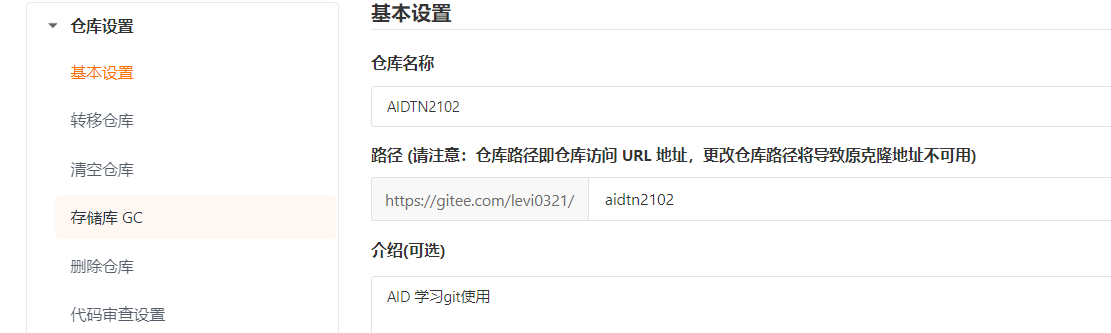 仓库设置
基本设置
转移仓库
清空仓库
存储库 GC
删除仓库
代码审查设置
基本设置
仓库名称
AIDTN2102
路径 (请注意：仓库路径即仓库访问 URL 地址，更改仓库路径将导致原克隆地址不可用)
https://gitee.com/levi0321/ aidtn2102
介绍(可选)
AID 学习git使用